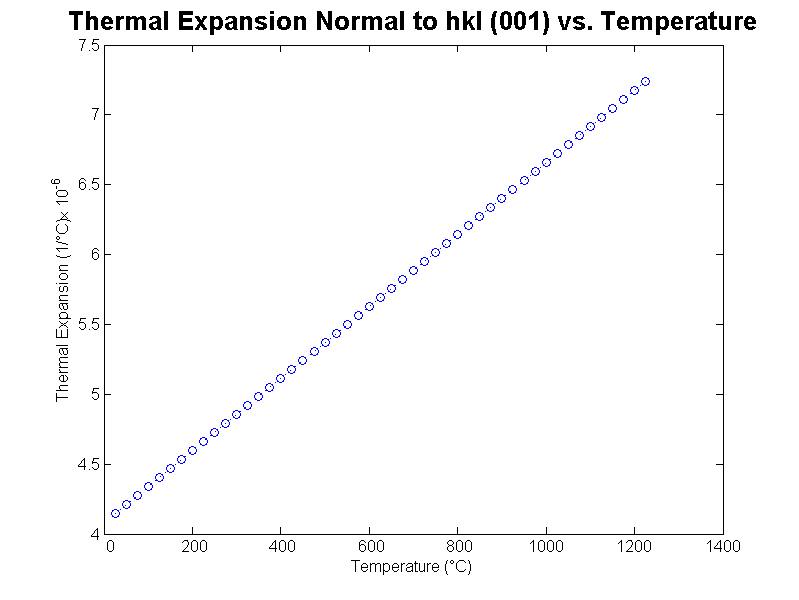 Thermal Expansion Normal to hkl (001) vs. Temperature
7.5
7
6.5
6
5.5
5
4.5
4
Thermal Expansion (1/°C)× 10-6
0 200 400 600 800 1000 1200 1400
Temperature (°C)